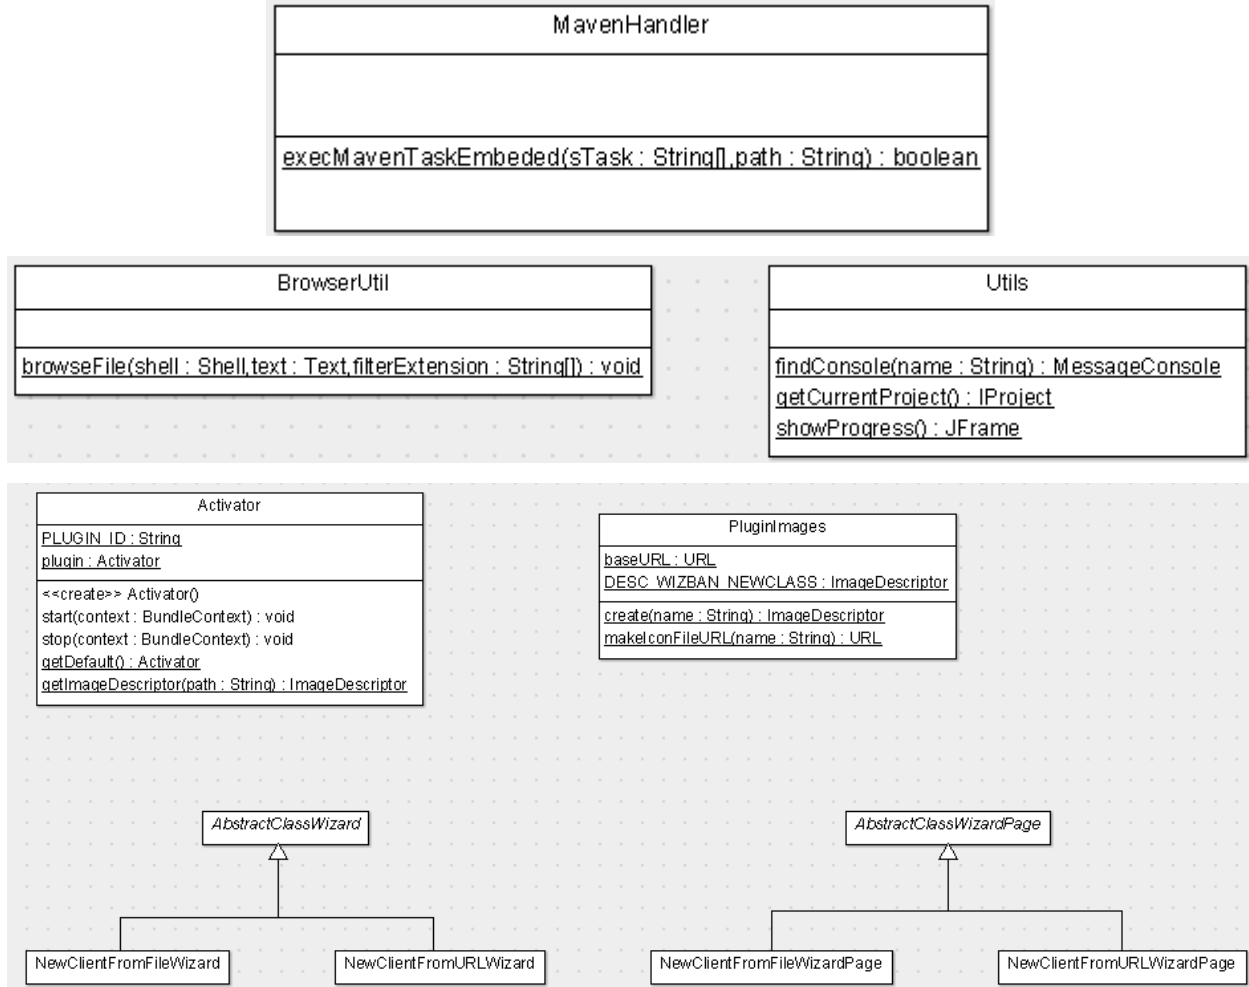 MavenHandler
execMavenTaskEmbeded(sTask : String[],path : String) : boolean
BrowserUtil
browseFile(shell : Shell,text : Text,filterExtension : String[]) : void
Utils
findConsole(name : String) : MessageConsole
getCurrentProject() : IProject
showProgress() : JFrame
Activator
PLUGIN_ID : String
plugin : Activator
<<create>> Activator()
start(context : BundleContext) : void
stop(context : BundleContext) : void
getDefault() : Activator
getImageDescriptor(path : String) : ImageDescriptor
PluginImages
baseURL : URL
DESC_WIZBAN_NEWCLASS : ImageDescriptor
create(name : String) : ImageDescriptor
makeIconFileURL(name : String) : URL
AbstractClassWizard
AbstractClassWizardPage
NewClientFromFileWizard
NewClientFromURLWizard
NewClientFromFileWizardPage
NewClientFromURLWizardPage